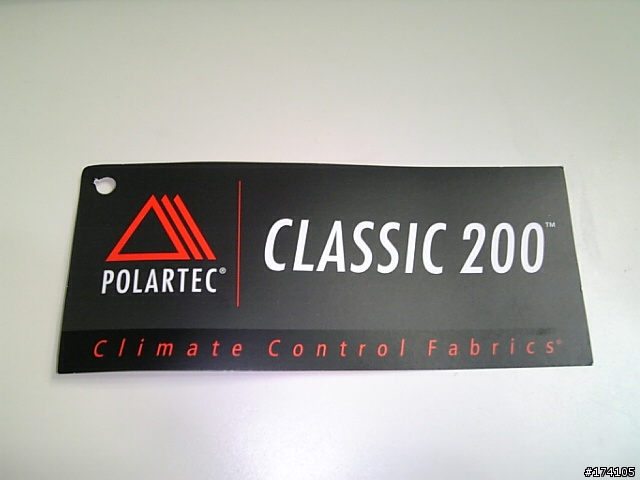 POLARTEC®
CLASSIC 200™
Climate Control Fabrics®
#174105